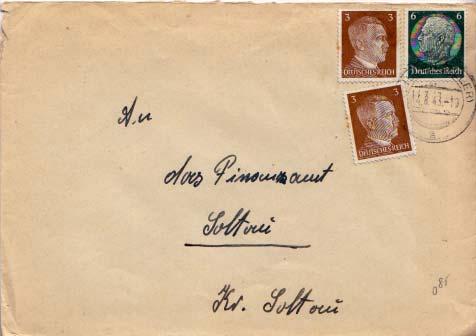 3 3
DEUTSCHES REICH
6 6
Deutsches Reich
3 3
DEUTSCHES REICH
a
An
das Finanzamt
Soltau
Kr. Soltau